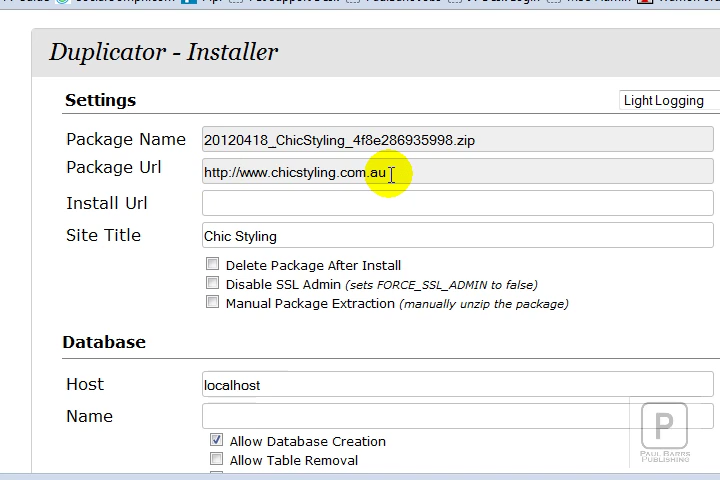 Duplicator - Installer
Settings
Light Logging
Package Name
20120418_ChicStyling_4f8e286935998.zip
Package Url
http://www.chicstyling.com.au
Install Url
Site Title
Chic Styling
Delete Package After Install
Disable SSL Admin (sets FORCE_SSL_ADMIN to false)
Manual Package Extraction (manually unzip the package)
Database
Host
localhost
Name
Allow Database Creation
Allow Table Removal
P
PAUL BARRS
PUBLISHING